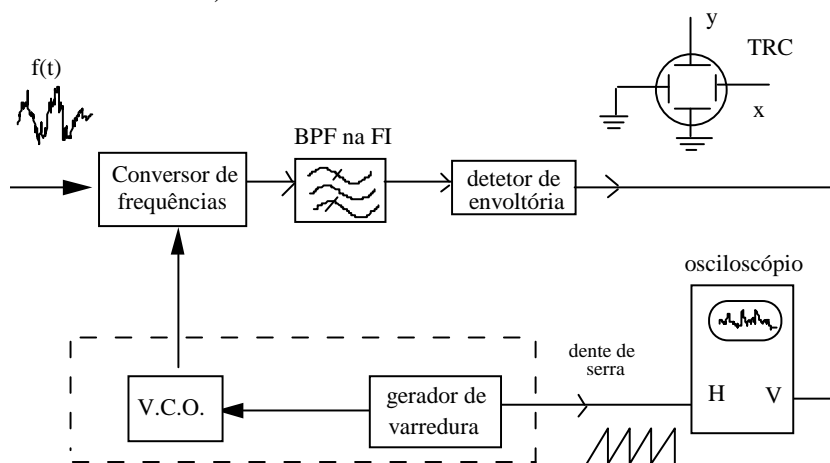 y
TRC
f(t)
x
BPF na FI
Conversor de
frequências
detetor de
envoltória
osciloscópio
dente de
serra
V.C.O.
gerador de
varredura
H V